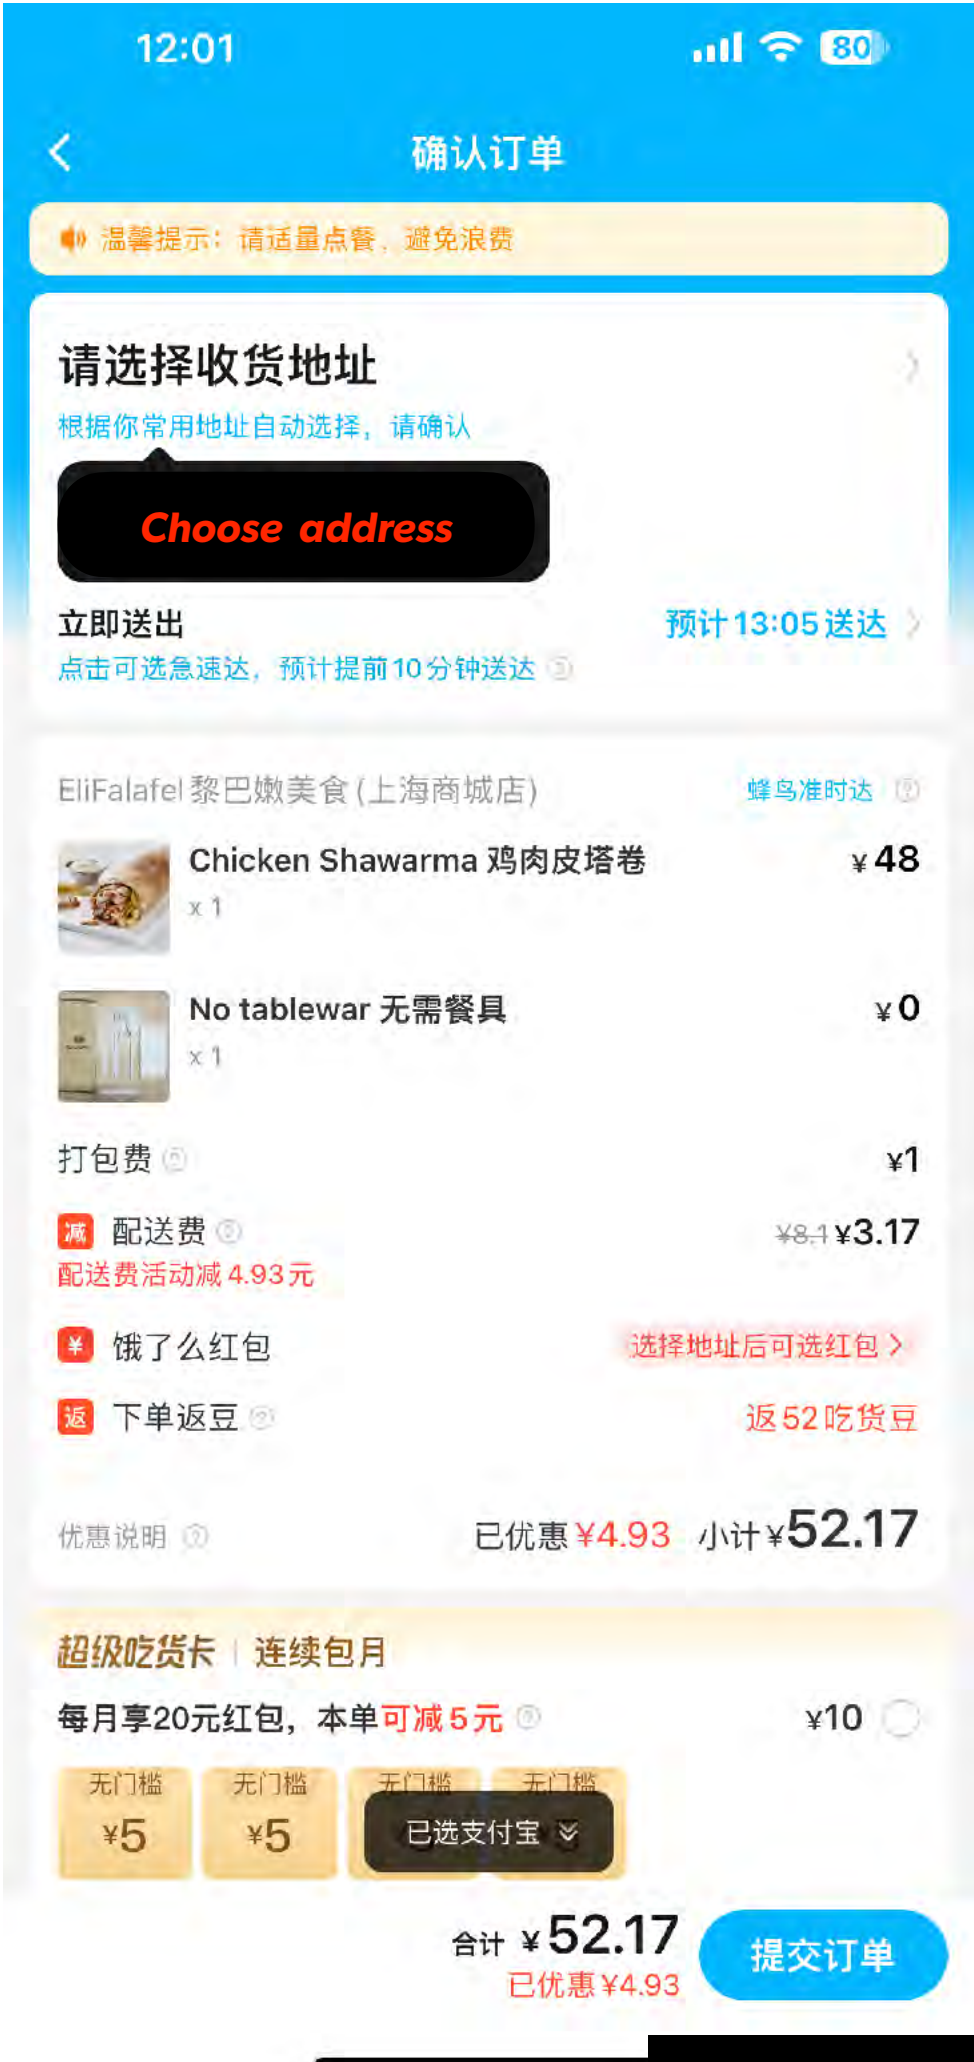 12:01
80
确认订单
温馨提示：请适量点餐，避免浪费
请选择收货地址
根据你常用地址自动选择，请确认
Choose address
立即送出
预计13:05送达
点击可选急速达，预计提前10分钟送达
EliFalafel黎巴嫩美食(上海商城店)
蜂鸟准时达
Chicken Shawarma 鸡肉皮塔卷
¥48
x 1
No tablewar 无需餐具
¥0
x 1
打包费
¥1
减 配送费
¥8.1 ¥3.17
配送费活动减4.93元
¥ 饿了么红包
选择地址后可选红包
返 下单返豆
返52吃货豆
优惠说明
已优惠¥4.93 小计¥52.17
超级吃货卡 | 连续包月
每月享20元红包，本单可减5元
¥10
无门槛 无门槛 无门槛 无门槛
¥5 ¥5
已选支付宝
合计 ¥52.17
已优惠¥4.93
提交订单